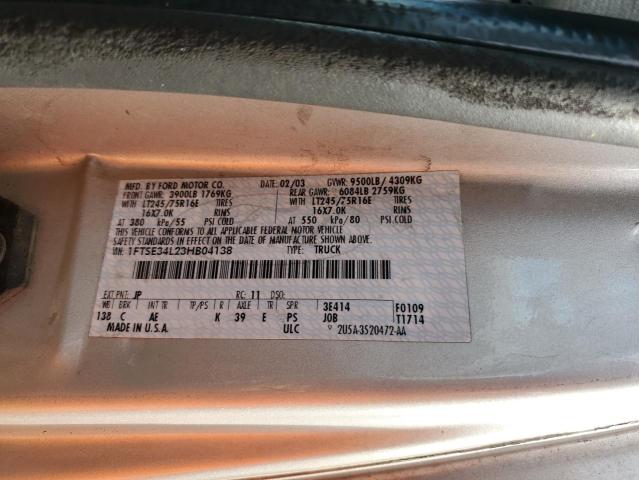 MFD. BY FORD MOTOR CO.
DATE: 02/03 GVWR: 9500LB / 4309KG
FRONT GAWR: 3900LB 1769KG REAR GAWR: 6084LB 2759KG
WITH LT245/75R16E TIRES WITH LT245/75R16E TIRES
16X7.0K RIMS 16X7.0K RIMS
AT 380 kPa/55 PSI COLD AT 550 kPa/80 PSI COLD
THIS VEHICLE CONFORMS TO ALL APPLICABLE FEDERAL MOTOR VEHICLE
SAFETY STANDARDS IN EFFECT ON THE DATE OF MANUFACTURE SHOWN ABOVE.
VIN: 1FTSE34L23HB04138 TYPE: TRUCK
EXT PNT: JP RC: 11 DSO:
WB BRK INT TR TP/PS R AXLE TR SPR 3E414 F0109
138 C AE K 39 E PS JOB T1714
MADE IN U.S.A. ULC 2U5A-3520472-AA